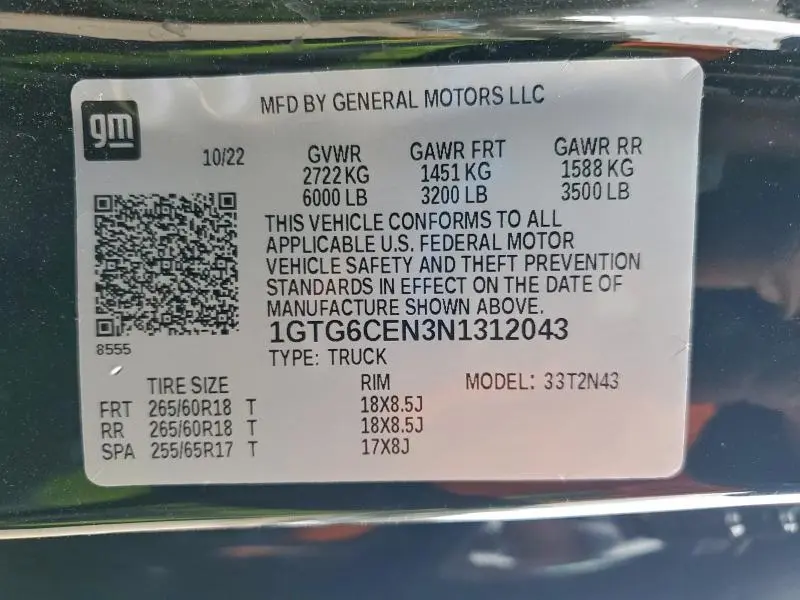 MFD BY GENERAL MOTORS LLC
gm
10/22 GVWR GAWR FRT GAWR RR
2722 KG 1451 KG 1588 KG
6000 LB 3200 LB 3500 LB
THIS VEHICLE CONFORMS TO ALL
APPLICABLE U.S. FEDERAL MOTOR
VEHICLE SAFETY AND THEFT PREVENTION
STANDARDS IN EFFECT ON THE DATE OF
MANUFACTURE SHOWN ABOVE.
1GTG6CEN3N1312043
8555
TYPE: TRUCK
TIRE SIZE RIM MODEL: 33T2N43
FRT 265/60R18 T 18X8.5J
RR 265/60R18 T 18X8.5J
SPA 255/65R17 T 17X8J